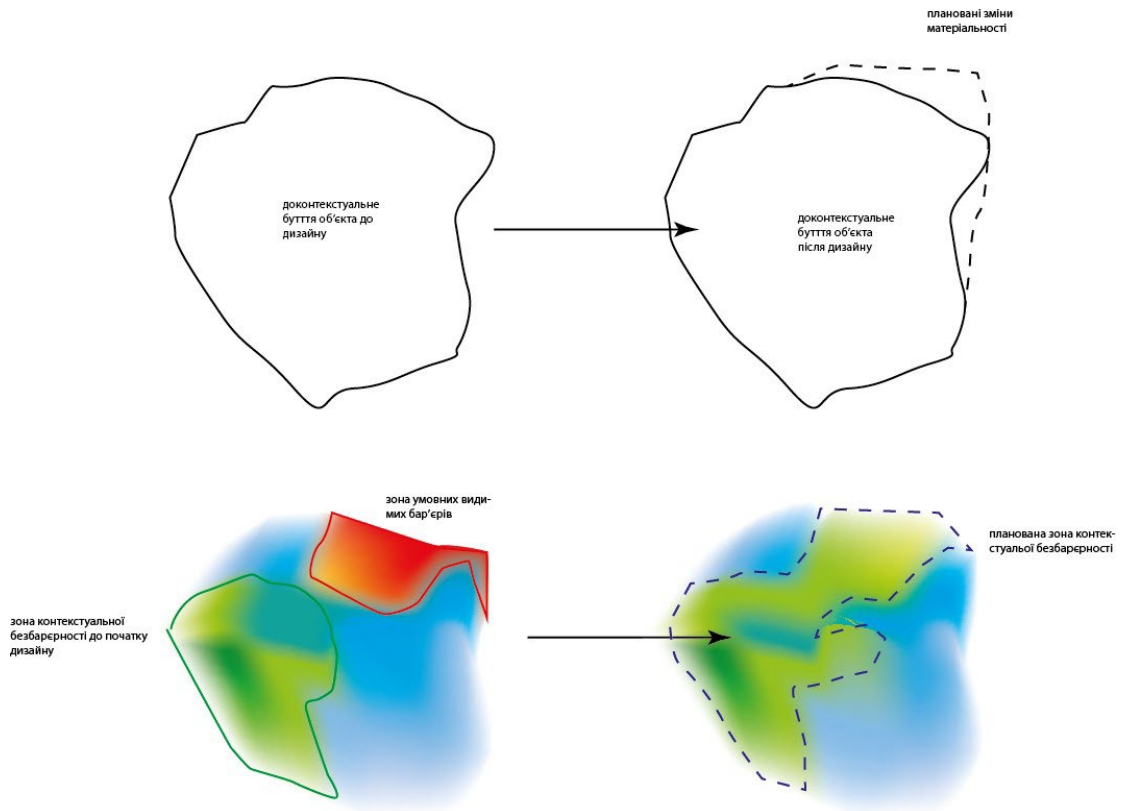 плановані зміни
матеріальності
доконтекстуальне
бутття об'єкта до
дизайну
доконтекстуальне
бутття об'єкта
після дизайну
зона умовних види-
мих бар'єрів
планована зона контек-
стуальої безбарєрності
зона контекстуальної
безбарєрності до початку
дизайну